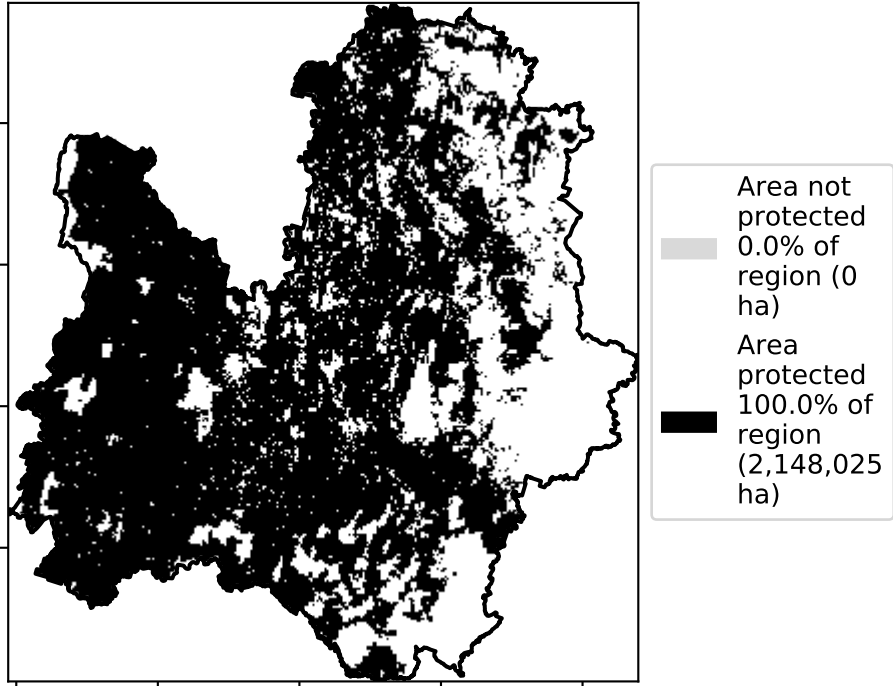 Area not
protected
0.0% of
region (0
ha)
Area
protected
100.0% of
region
(2,148,025
ha)